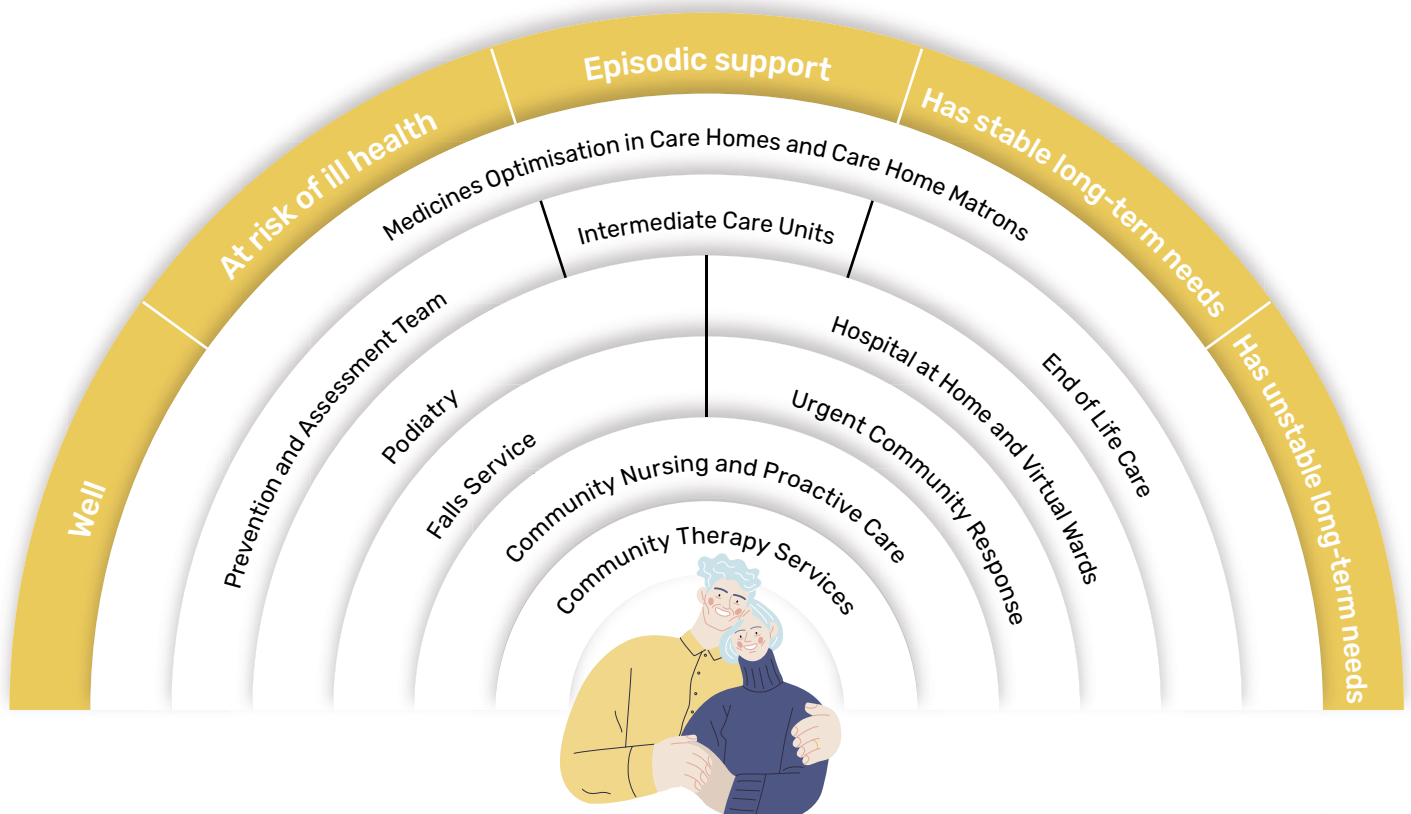 Well
At risk of ill health
Episodic support
Has stable long-term needs
Has unstable long-term needs
Medicines Optimisation in Care Homes and Care Home Matrons
Prevention and Assessment Team
Intermediate Care Units
End of Life Care
Podiatry
Hospital at Home and Virtual Wards
Falls Service
Urgent Community Response
Community Nursing and Proactive Care
Community Therapy Services